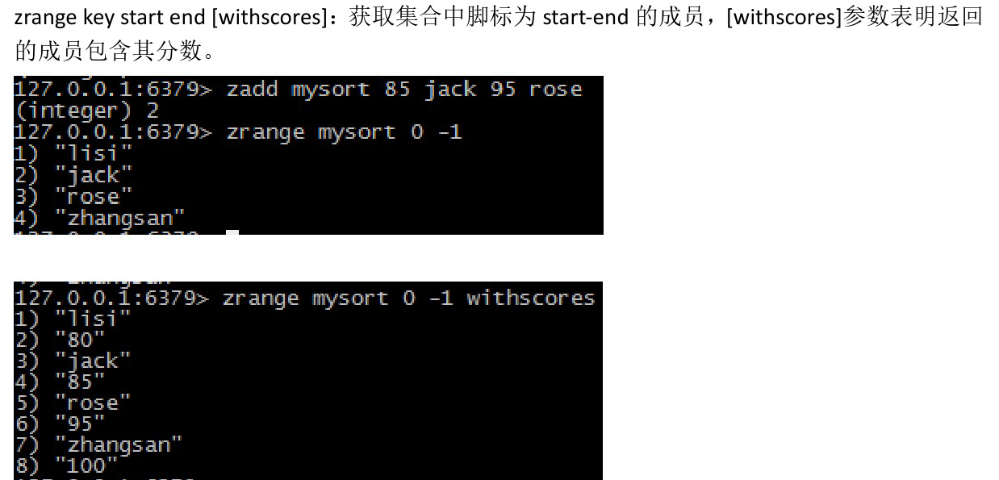 zrange key start end [withscores]：获取集合中脚标为 start-end 的成员，[withscores]参数表明返回
的成员包含其分数。
127.0.0.1:6379> zadd mysort 85 jack 95 rose
(integer) 2
127.0.0.1:6379> zrange mysort 0 -1
1) "lisi"
2) "jack"
3) "rose"
4) "zhangsan"
127.0.0.1:6379> zrange mysort 0 -1 withscores
1) "lisi"
2) "80"
3) "jack"
4) "85"
5) "rose"
6) "95"
7) "zhangsan"
8) "100"